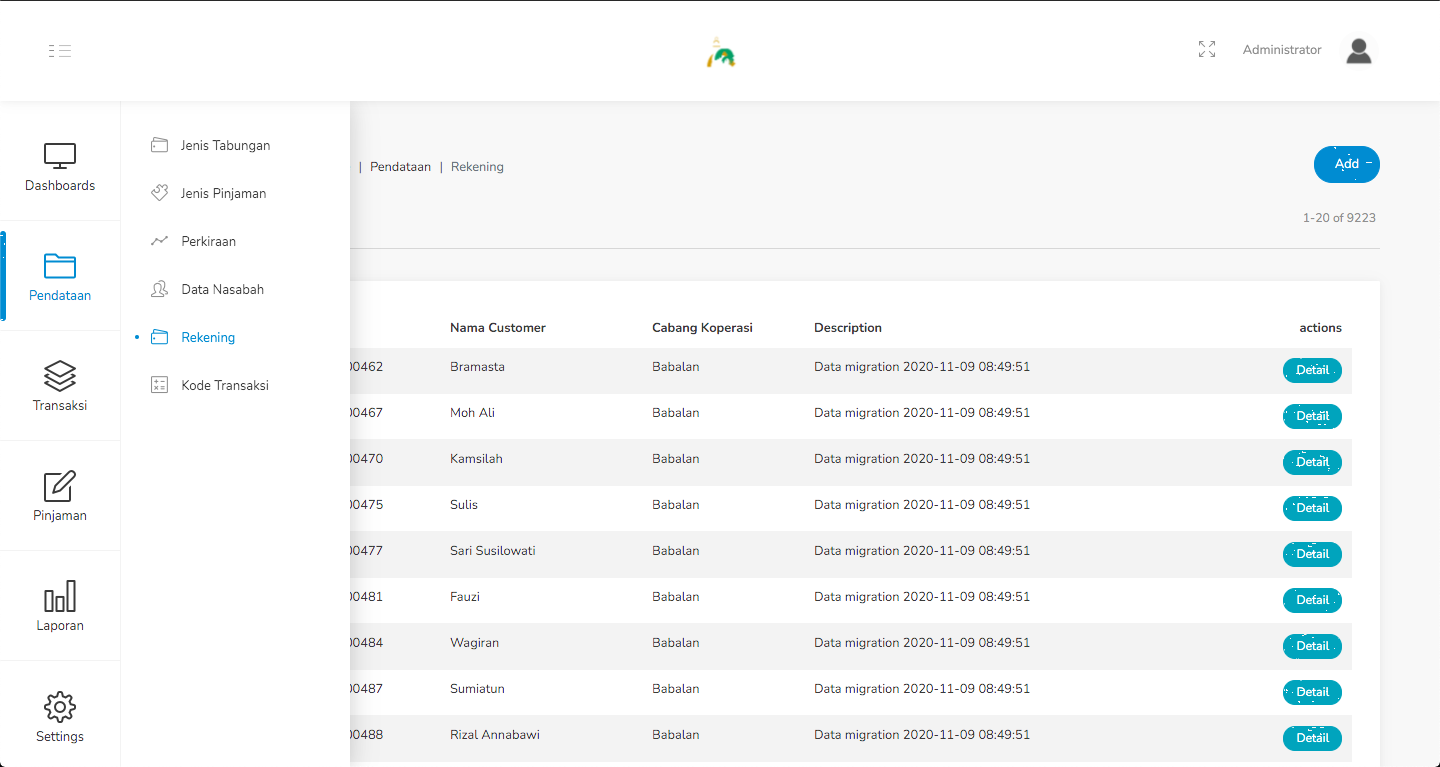 Administrator
Dashboards
Pendataan
Transaksi
Pinjaman
Laporan
Settings
Jenis Tabungan
Jenis Pinjaman
Perkiraan
Data Nasabah
Rekening
Kode Transaksi
| Pendataan | Rekening
Add
1-20 of 9223
Nama Customer Cabang Koperasi Description actions
00462 Bramasta Babalan Data migration 2020-11-09 08:49:51 Detail
00467 Moh Ali Babalan Data migration 2020-11-09 08:49:51 Detail
00470 Kamsilah Babalan Data migration 2020-11-09 08:49:51 Detail
00475 Sulis Babalan Data migration 2020-11-09 08:49:51 Detail
00477 Sari Susilowati Babalan Data migration 2020-11-09 08:49:51 Detail
00481 Fauzi Babalan Data migration 2020-11-09 08:49:51 Detail
00484 Wagiran Babalan Data migration 2020-11-09 08:49:51 Detail
00487 Sumiatun Babalan Data migration 2020-11-09 08:49:51 Detail
00488 Rizal Annabawi Babalan Data migration 2020-11-09 08:49:51 Detail